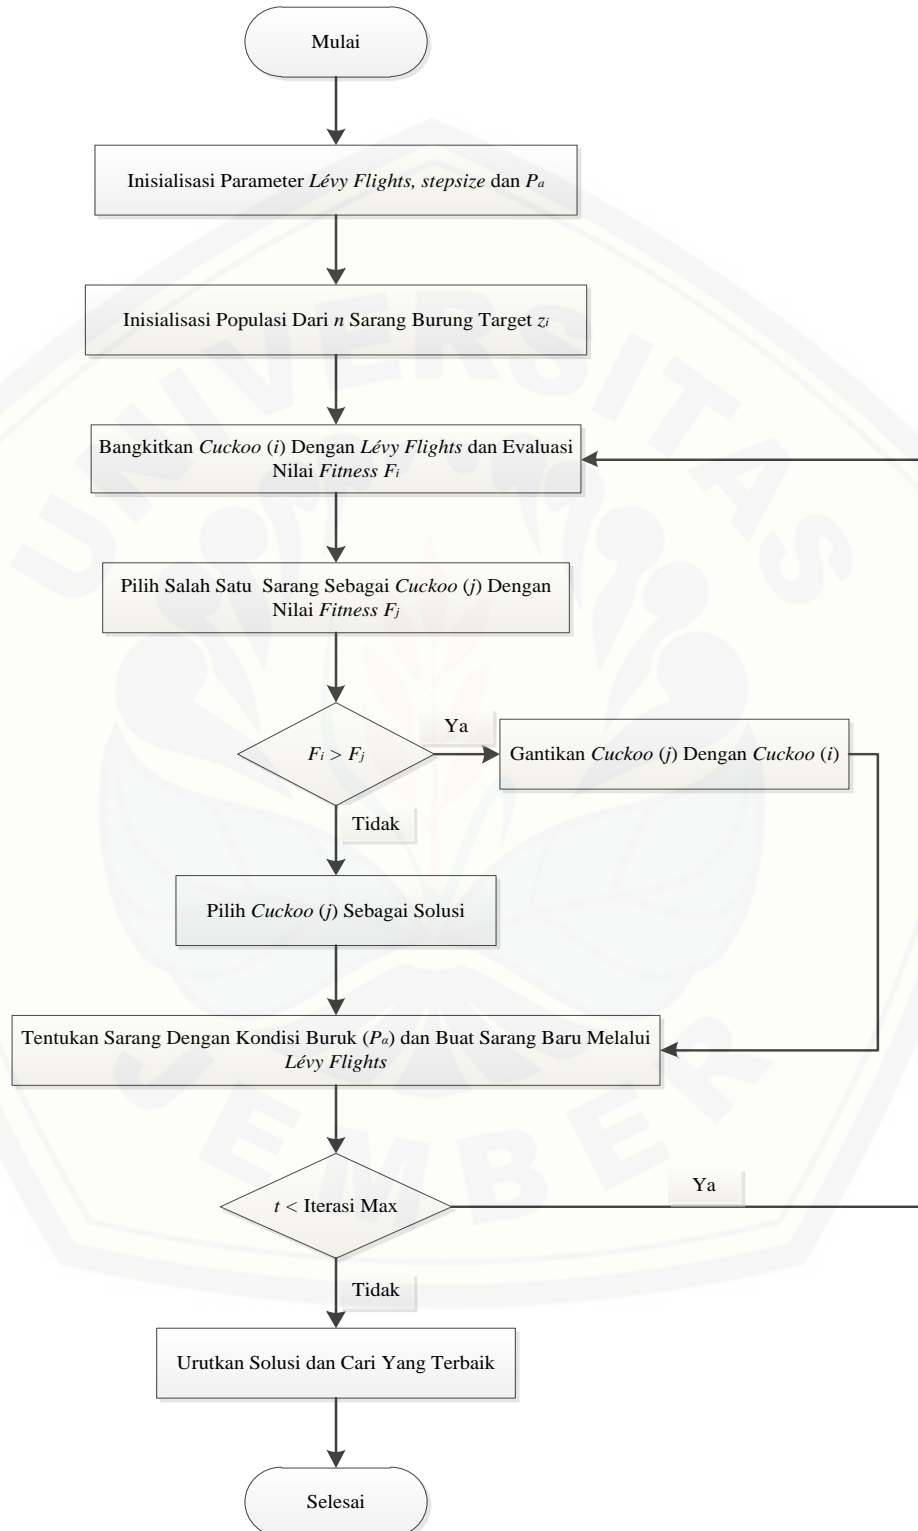 Mulai
Inisialisasi Parameter Lévy Flights, stepsize dan Pa
Inisialisasi Populasi Dari n Sarang Burung Target zi
Bangkitkan Cuckoo (i) Dengan Lévy Flights dan Evaluasi
Nilai Fitness Fi
Pilih Salah Satu Sarang Sebagai Cuckoo (j) Dengan
Nilai Fitness Fj
Fi > Fj
Ya
Gantikan Cuckoo (j) Dengan Cuckoo (i)
Tidak
Pilih Cuckoo (j) Sebagai Solusi
Tentukan Sarang Dengan Kondisi Buruk (Pa) dan Buat Sarang Baru Melalui
Lévy Flights
t < Iterasi Max
Ya
Tidak
Urutkan Solusi dan Cari Yang Terbaik
Selesai
UNIVERSITAS
JEMBER